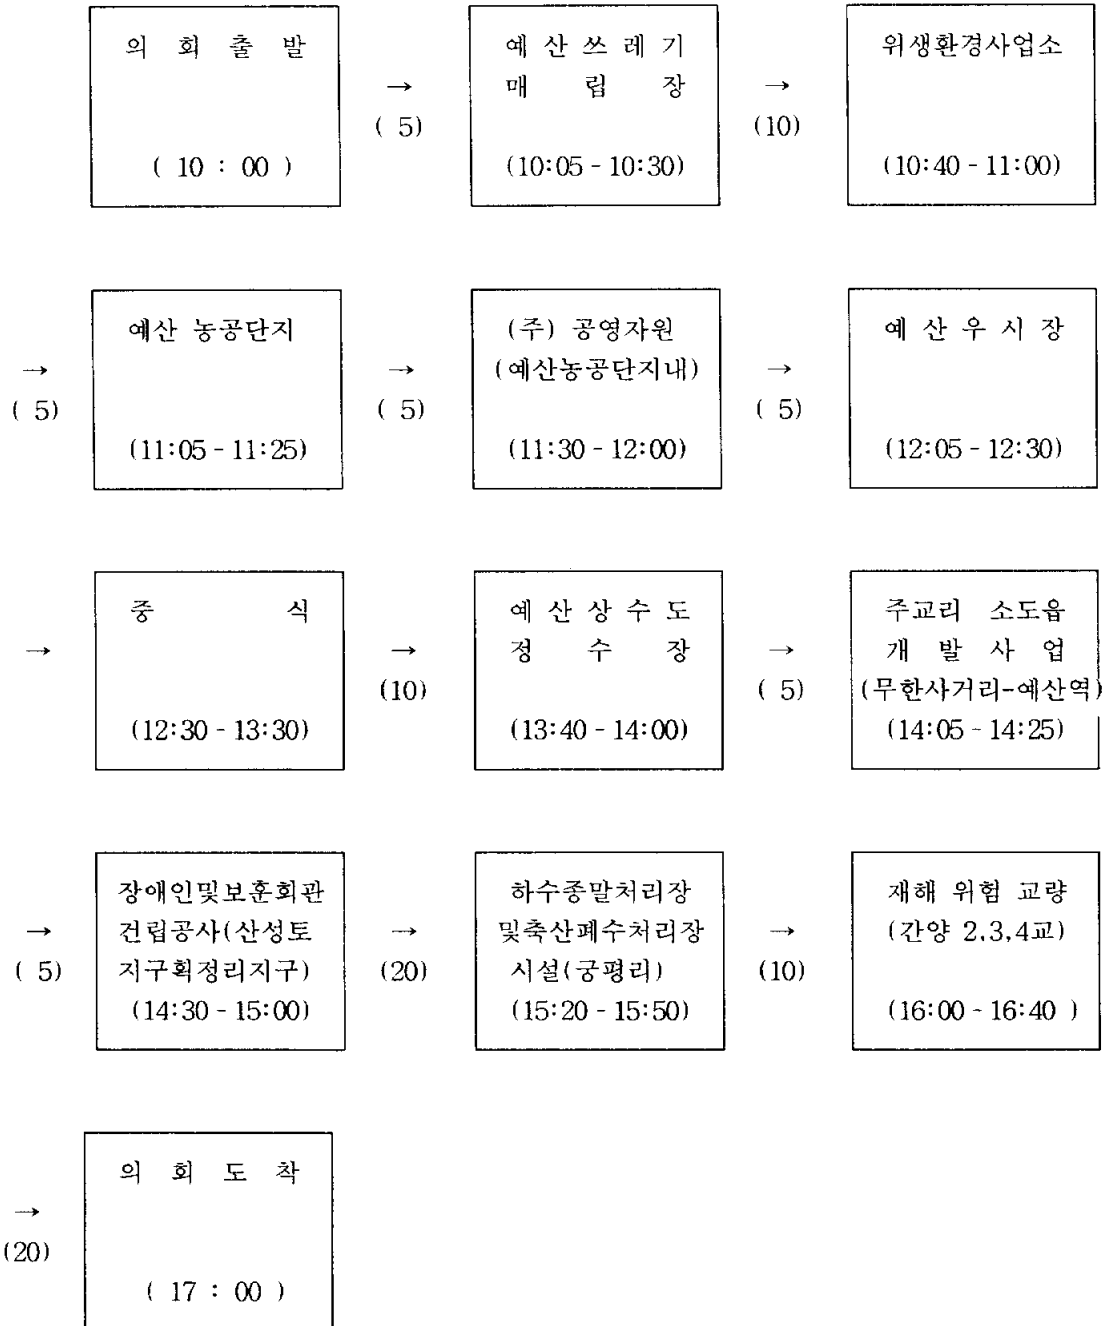 의 회 출 발
( 10 : 00 )
→
( 5)
예 산 쓰 레 기
매 립 장
(10:05 - 10:30)
→
(10)
위생환경사업소
(10:40 - 11:00)
→
( 5)
예산 농공단지
(11:05 - 11:25)
→
( 5)
(주) 공영자원
(예산농공단지내)
(11:30 - 12:00)
→
( 5)
예 산 우 시 장
(12:05 - 12:30)
→
중 식
(12:30 - 13:30)
→
(10)
예 산 상 수 도
정 수 장
(13:40 - 14:00)
→
( 5)
주교리 소도읍
개 발 사 업
(무한사거리-예산역)
(14:05 - 14:25)
→
( 5)
장애인및보훈회관
건립공사(산성토
지구획정리지구)
(14:30 - 15:00)
→
(20)
하수종말처리장
및축산폐수처리장
시설(궁평리)
(15:20 - 15:50)
→
(10)
재해 위험 교량
(간양 2,3,4교)
(16:00 - 16:40 )
→
(20)
의 회 도 착
( 17 : 00 )